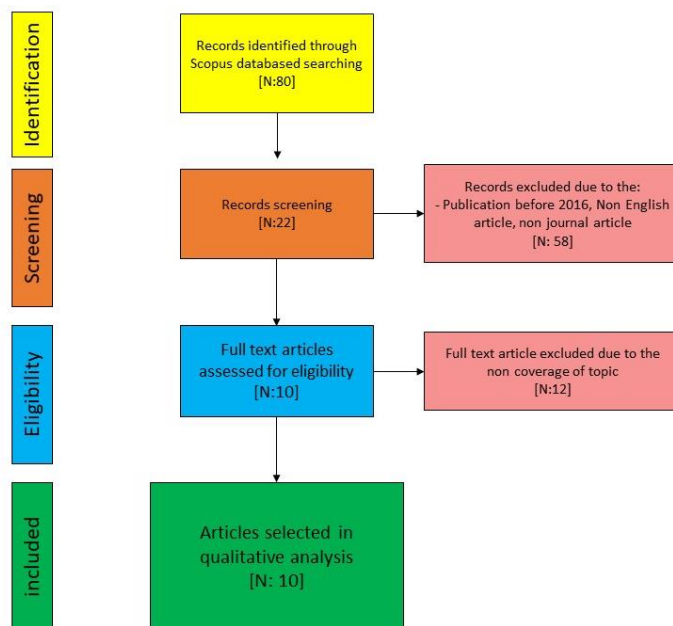 Identification
Records identified through
Scopus databased searching
[N:80]
Screening
Records screening
[N:22]
Records excluded due to the:
- Publication before 2016, Non English
article, non journal article
[N: 58]
Eligibility
Full text articles
assessed for eligibility
[N:10]
Full text article excluded due to the
non coverage of topic
[N:12]
included
Articles selected in
qualitative analysis
[N: 10]